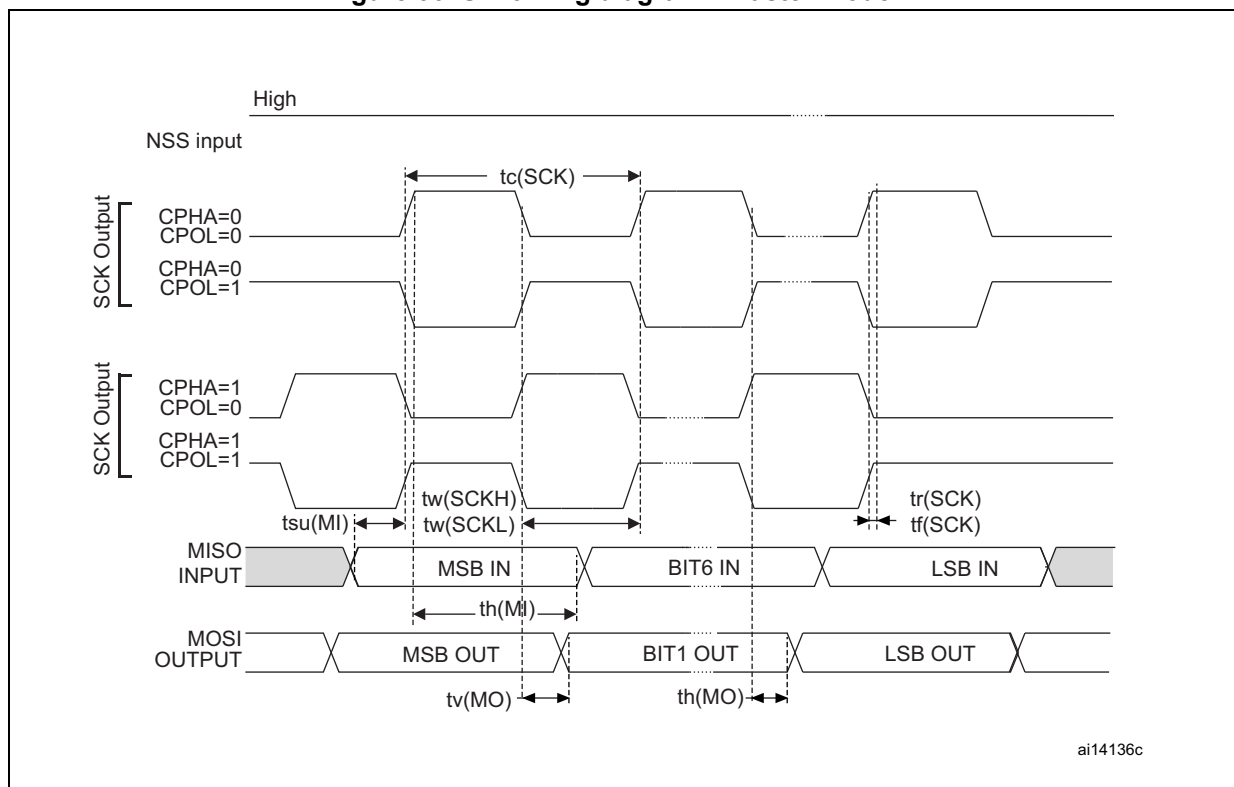 High
NSS input
tc(SCK)
SCK Output
CPHA=0
CPOL=0
CPHA=0
CPOL=1
SCK Output
CPHA=1
CPOL=0
CPHA=1
CPOL=1
tw(SCKH)
tw(SCKL)
tr(SCK)
tf(SCK)
tsu(MI)
MISO
INPUT
MSB IN
BIT6 IN
LSB IN
th(MI)
MOSI
OUTPUT
MSB OUT
BIT1 OUT
LSB OUT
tv(MO)
th(MO)
ai14136c